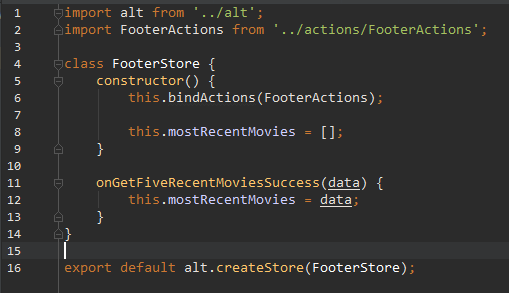 1 import alt from '../alt';
2 import FooterActions from '../actions/FooterActions';
3
4 class FooterStore {
5 constructor() {
6 this.bindActions(FooterActions);
7
8 this.mostRecentMovies = [];
9 }
10
11 onGetFiveRecentMoviesSuccess(data) {
12 this.mostRecentMovies = data;
13 }
14 }
15
16 export default alt.createStore(FooterStore);